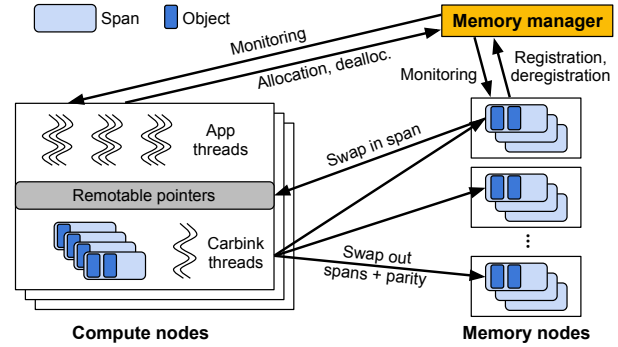 Span
Object
Memory manager
Monitoring
Allocation, dealloc.
Monitoring
Registration,
deregistration
App
threads
Swap in span
Remotable pointers
Carbink
threads
Swap out
spans + parity
...
Compute nodes
Memory nodes